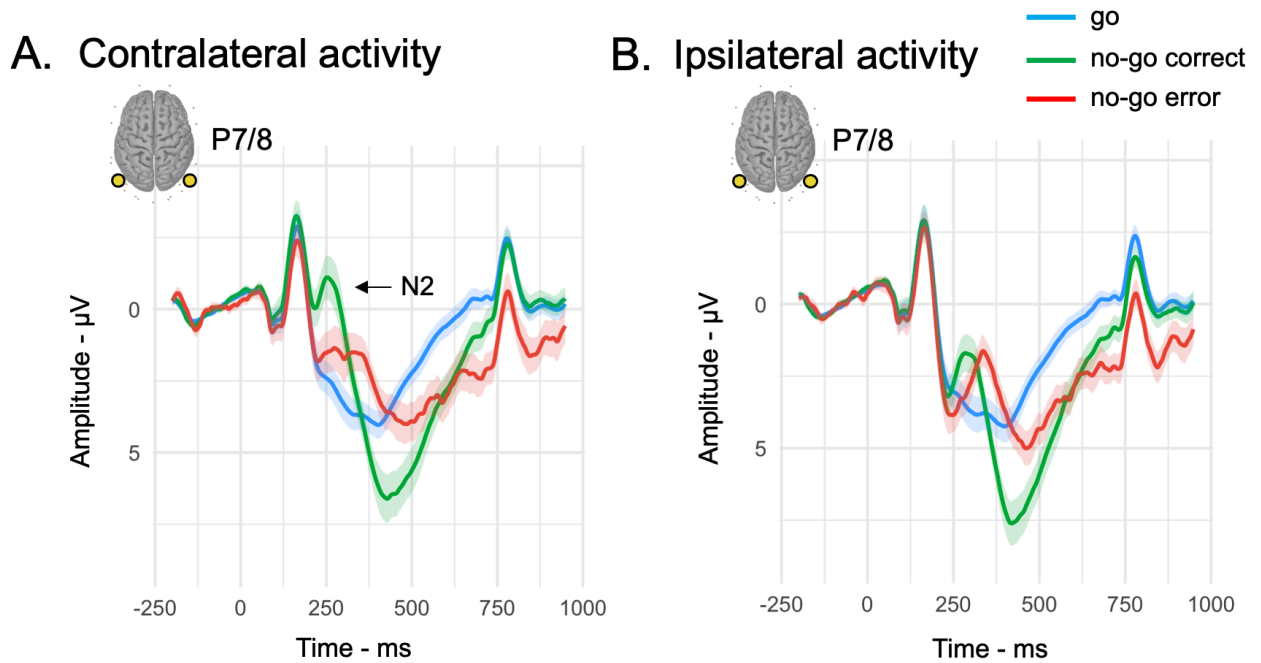 go
no-go correct
no-go error
A. Contralateral activity
P7/8
N2
0
5
Amplitude - µV
-250 0 250 500 750 1000
Time - ms
B. Ipsilateral activity
P7/8
0
5
Amplitude - µV
-250 0 250 500 750 1000
Time - ms